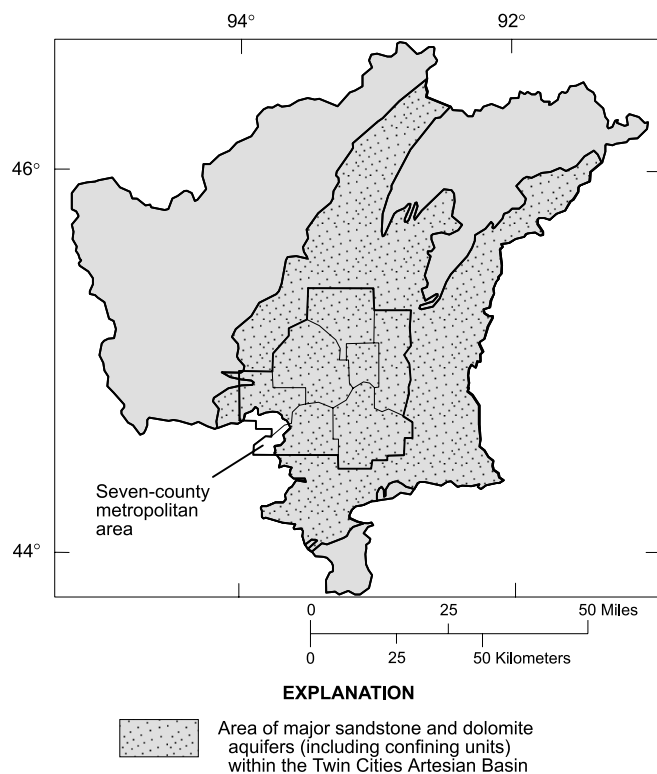 94°
92°
46°
Seven-county
metropolitan
area
44°
0 25 50 Miles
0 25 50 Kilometers
EXPLANATION
Area of major sandstone and dolomite
aquifers (including confining units)
within the Twin Cities Artesian Basin